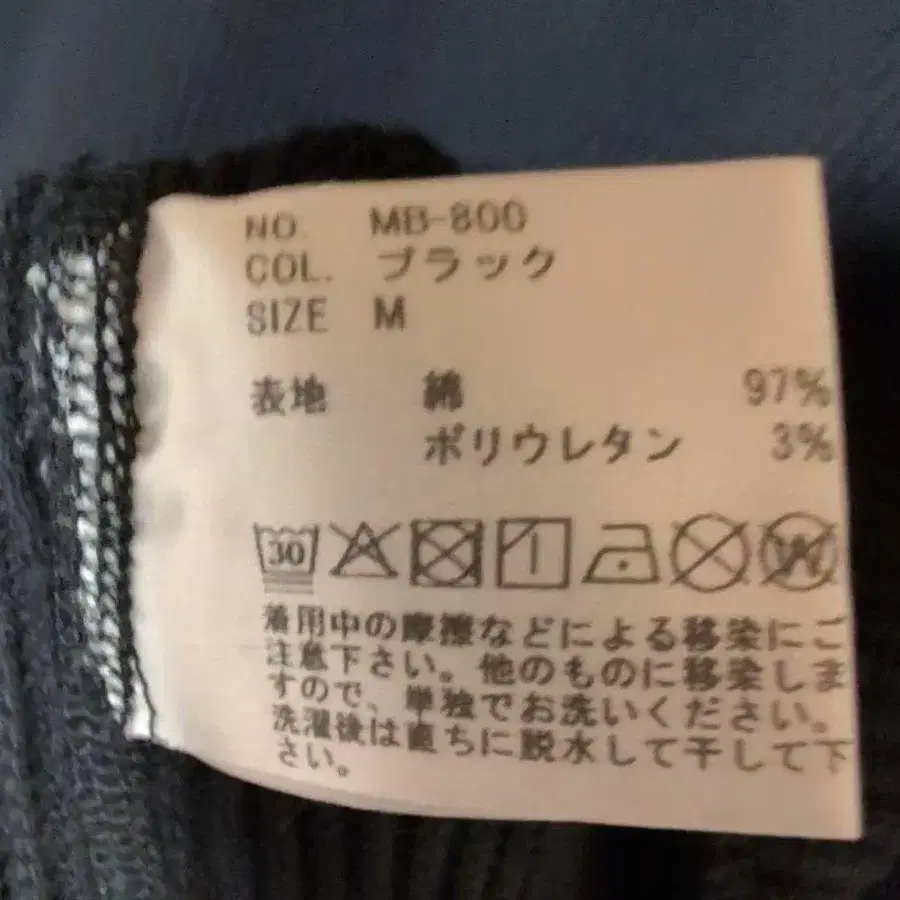 NO. MB-800
COL. ブラック
SIZE M
表地 綿 97%
ポリウレタン 3%
30 W
着用中の摩擦などによる移染にご
注意下さい。他のものに移染しま
すので、単独でお洗いください。
洗濯後は直ちに脱水して干して下
さい。